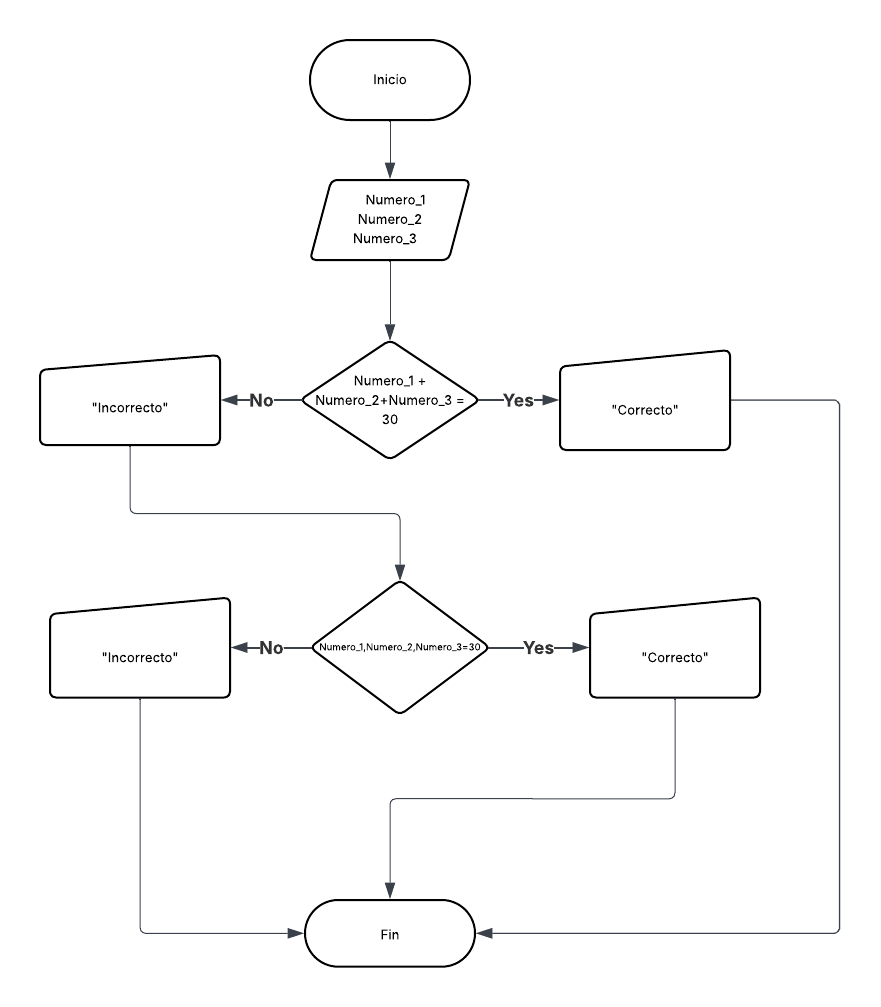 Inicio
Numero_1
Numero_2
Numero_3
Numero_1 +
Numero_2+Numero_3 =
30
No
Yes
"Incorrecto"
"Correcto"
Numero_1,Numero_2,Numero_3=30
No
Yes
"Incorrecto"
"Correcto"
Fin